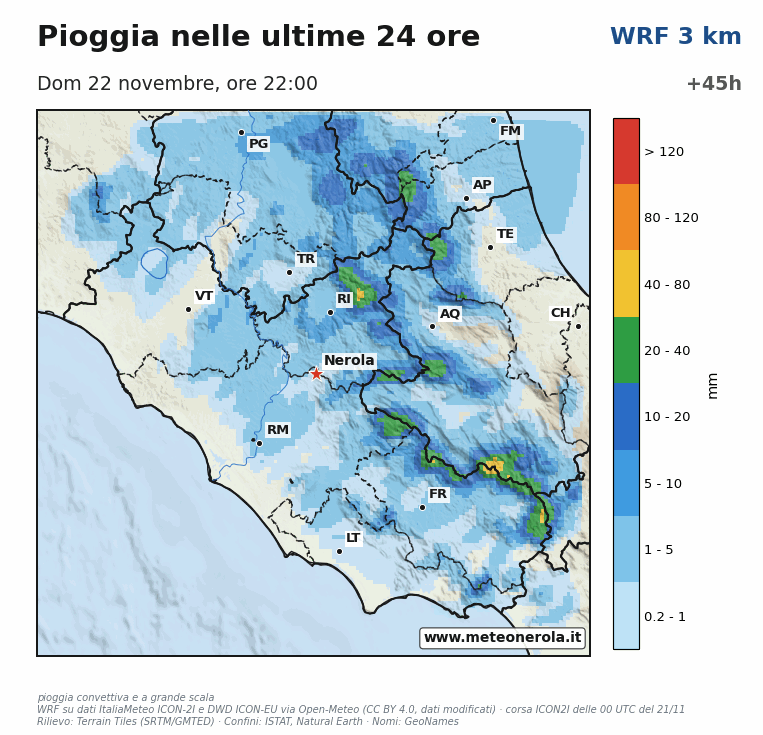 Pioggia nelle ultime 24 ore
WRF 3 km
Dom 22 novembre, ore 22:00
+45h
FM
PG
AP
TE
TR
VT
RI
AQ
CH
Nerola
RM
FR
LT
www.meteonerola.it
> 120
80 - 120
40 - 80
20 - 40
10 - 20
5 - 10
1 - 5
0.2 - 1
mm
pioggia convettiva e a grande scala
WRF su dati ItaliaMeteo ICON-2I e DWD ICON-EU via Open-Meteo (CC BY 4.0, dati modificati) · corsa ICON2I delle 00 UTC del 21/11
Rilievo: Terrain Tiles (SRTM/GMTED) · Confini: ISTAT, Natural Earth · Nomi: GeoNames